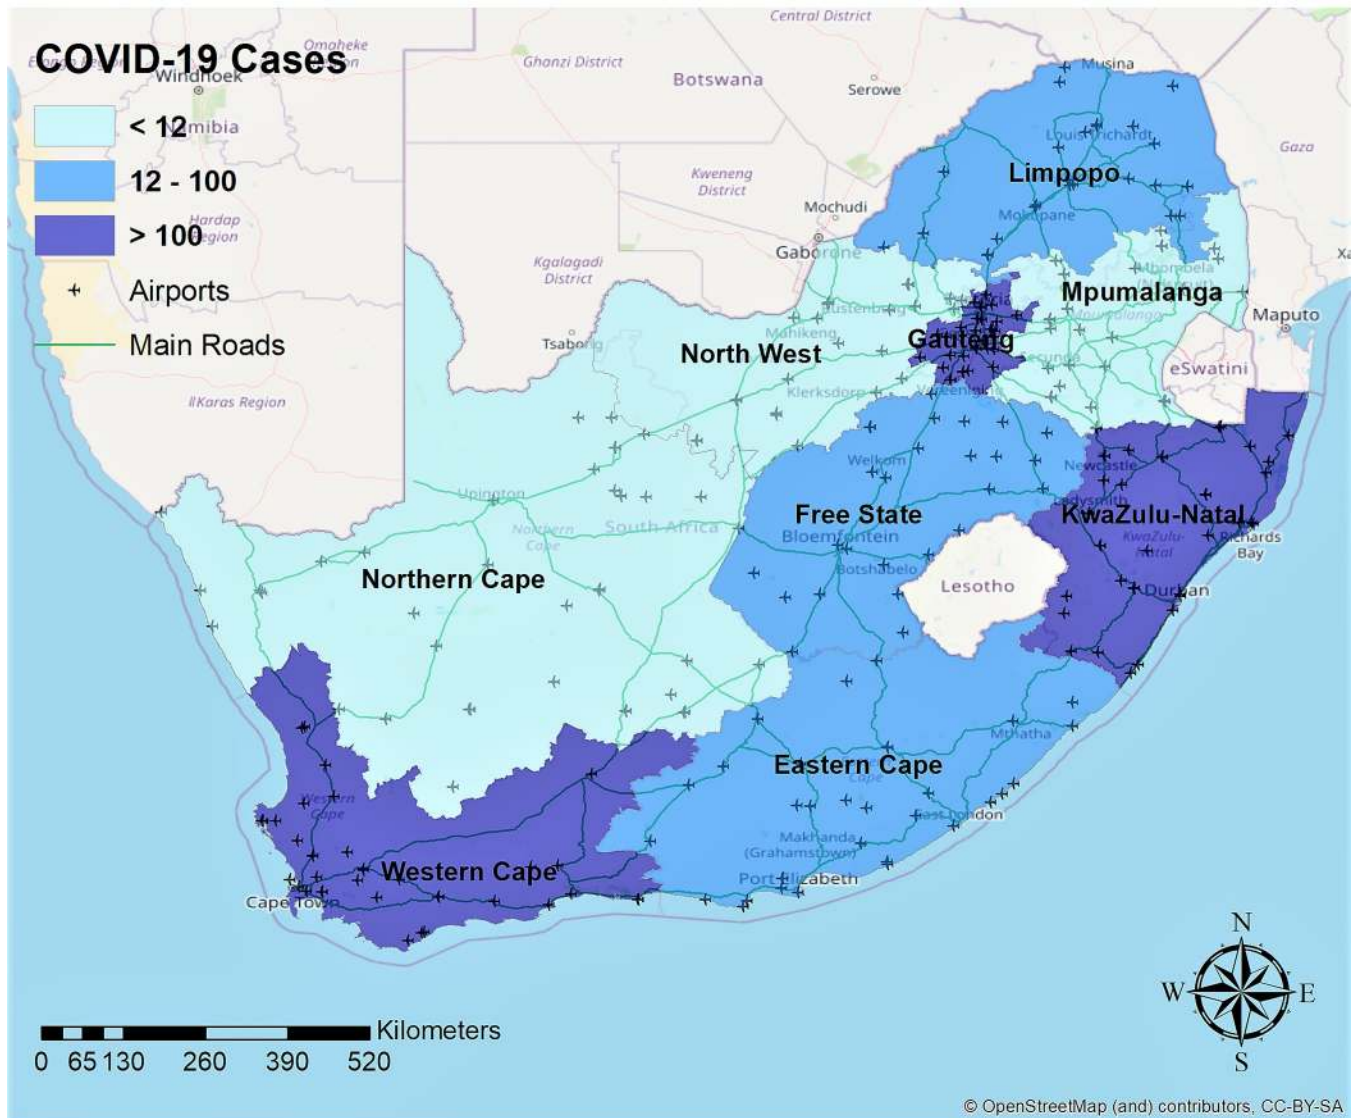 COVID-19 Cases
< 12
12 - 100
> 100
Airports
Main Roads
Central District
Omaheke
Windhoek
Ghanzi District
Botswana
Serowe
Musina
Namibia
Louis Trichardt
Gaza
Kweneng
District
Limpopo
Mochudi
Mokopane
Hardap
Region
Gaborone
Kgalagadi
District
Mbombela
Mpumalanga
Mpumalanga
Rustenburg
Maputo
Mahikeng
Tsabong
North West
Gauteng
Secunda
eSwatini
Klerksdorp
Vereeniging
ǁKaras Region
Welkom
Newcastle
Upington
Ladysmith
Free State
KwaZulu-Natal
Northern
Cape
South Africa
Bloemfontein
KwaZulu-
Natal
Richards
Bay
Botshabelo
Northern Cape
Lesotho
Durban
Mthatha
Eastern Cape
Cape
Western
Cape
East London
Makhanda
(Grahamstown)
Western Cape
Port Elizabeth
Cape Town
N
W
E
S
Kilometers
0 65 130 260 390 520
© OpenStreetMap (and) contributors, CC-BY-SA